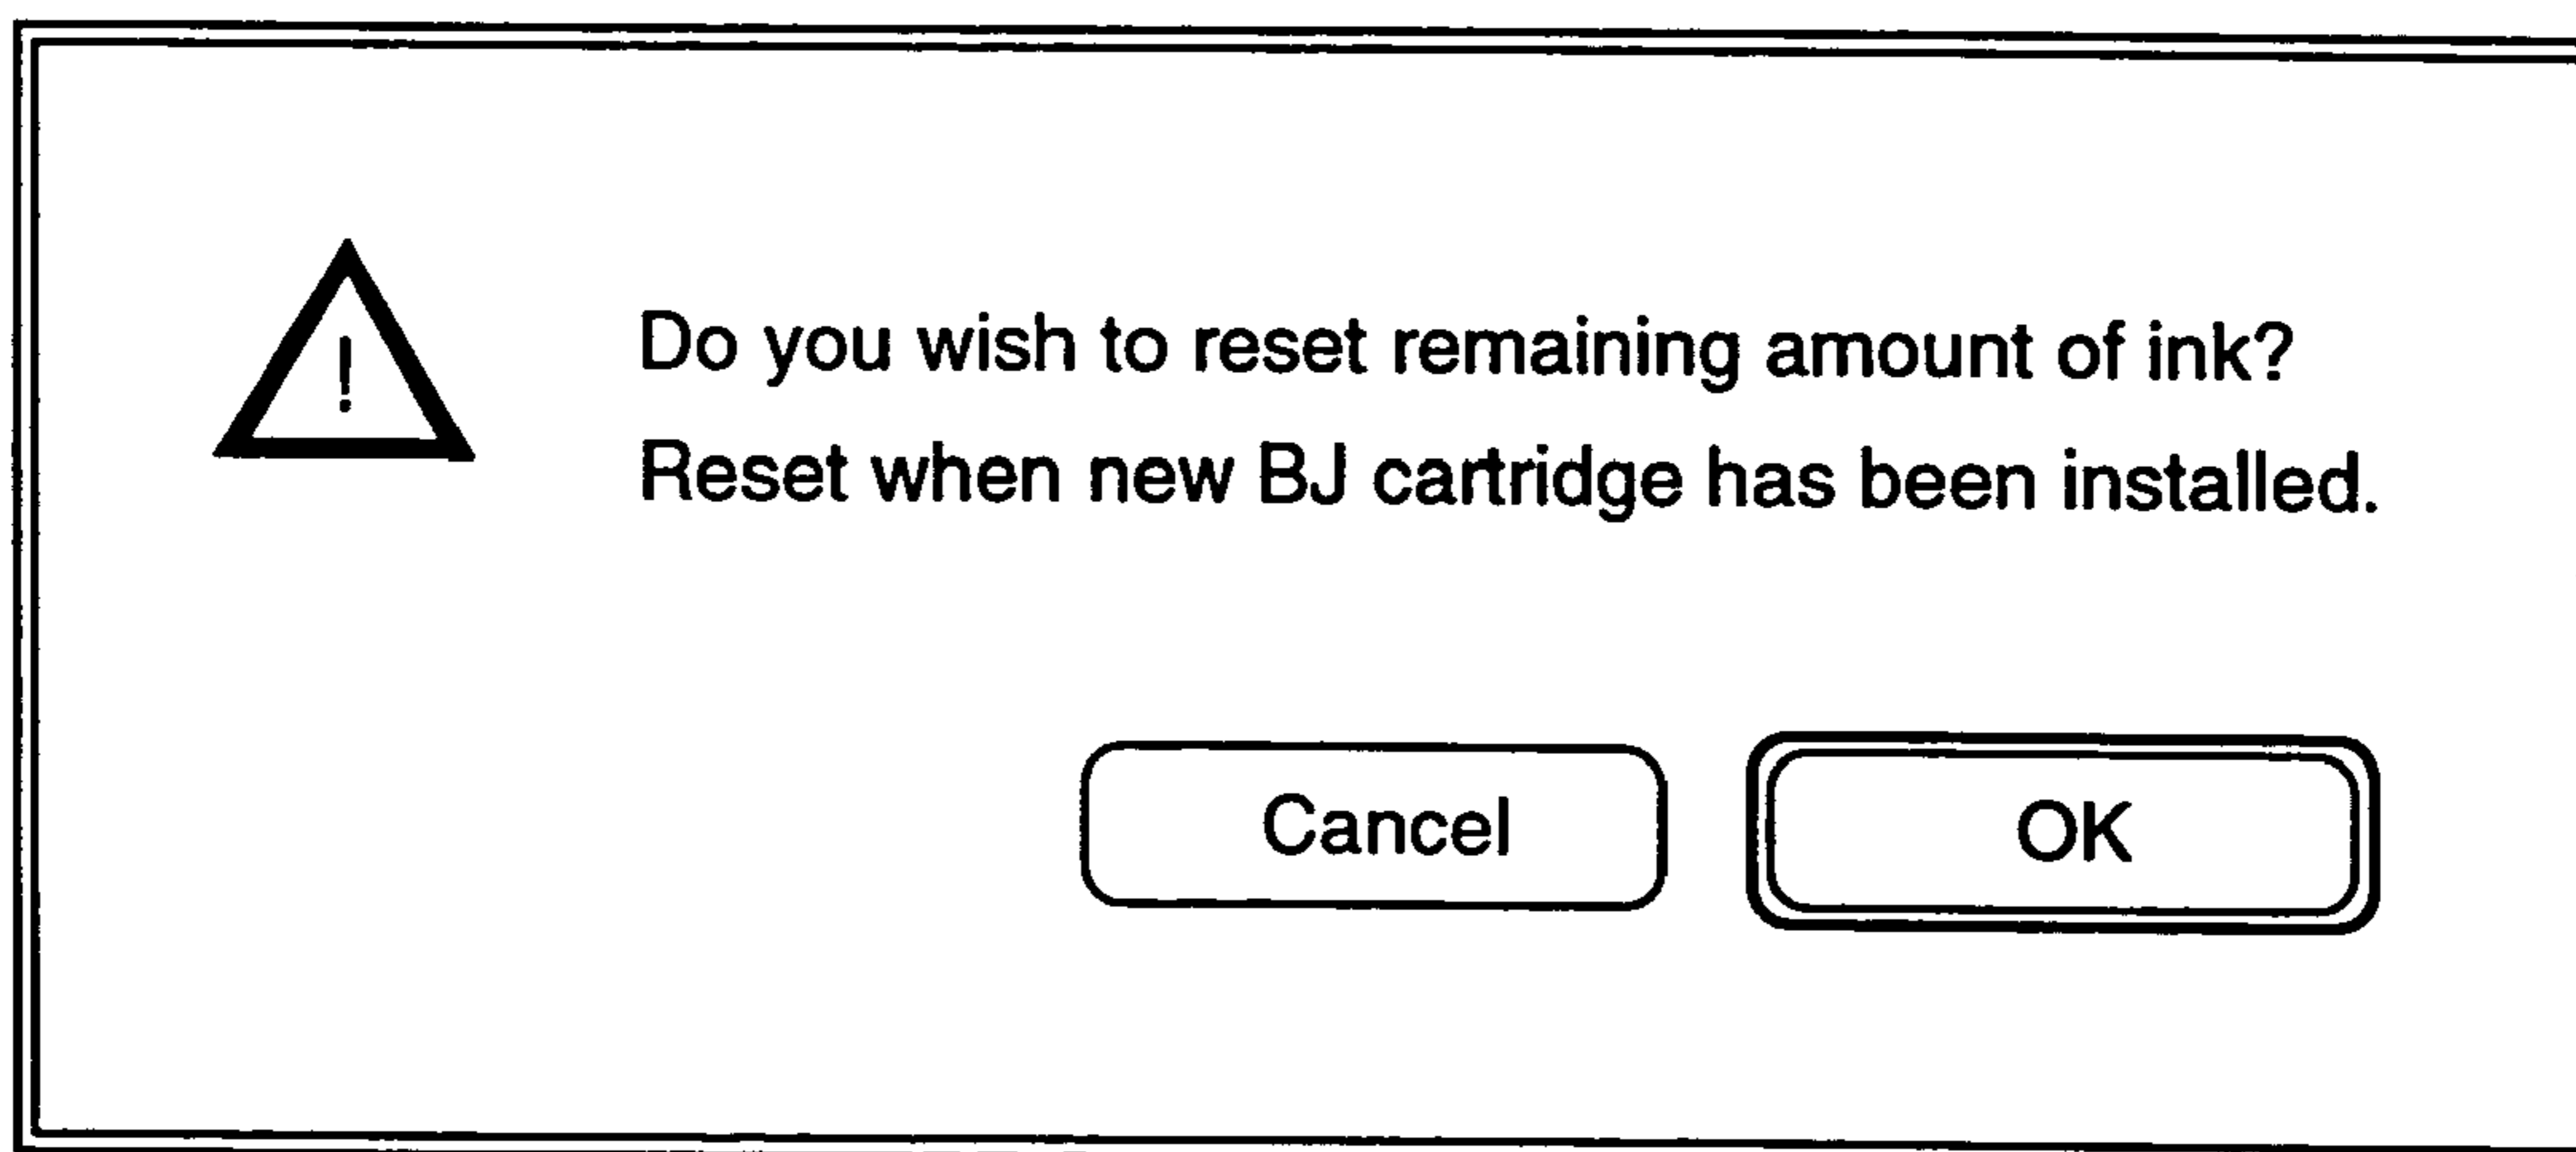 !
Do you wish to reset remaining amount of ink?
Reset when new BJ cartridge has been installed.
Cancel OK